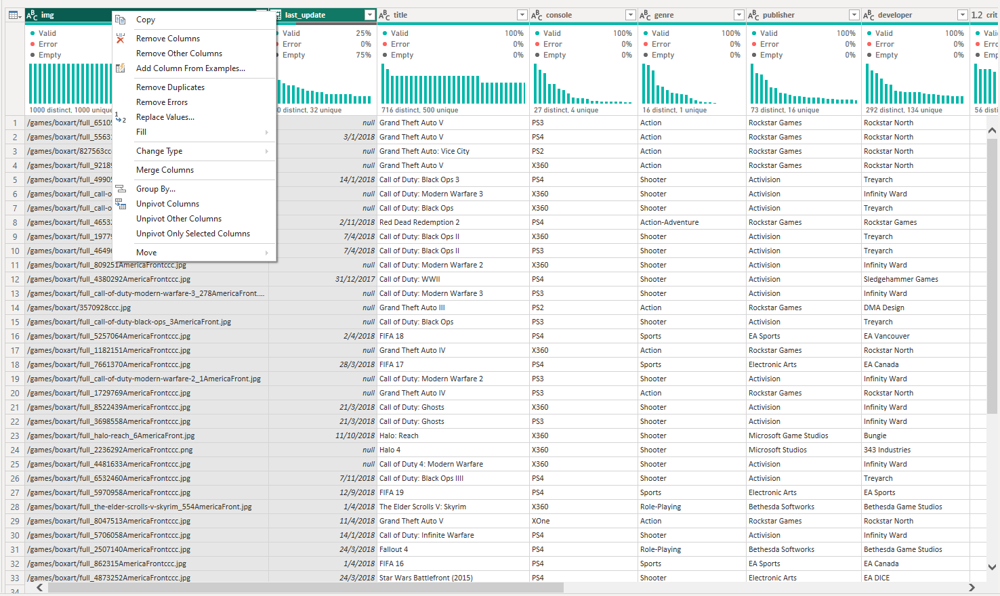 img last_update title console genre publisher developer 1.2 crit
Valid Valid 25% Valid 100% Valid 100% Valid 100% Valid 100% Valid 100% Vali
Error Error 0% Error 0% Error 0% Error 0% Error 0% Error 0% Erro
Empty Empty 75% Empty 0% Empty 0% Empty 0% Empty 0% Empty 0% Emp
1000 distinct, 1000 unique 0 distinct, 32 unique 716 distinct, 500 unique 27 distinct, 4 unique 16 distinct, 1 unique 73 distinct, 16 unique 292 distinct, 134 unique 56 disti
Copy
Remove Columns
Remove Other Columns
Add Column From Examples...
Remove Duplicates
Remove Errors
Replace Values...
Fill
Change Type
Merge Columns
Group By...
Unpivot Columns
Unpivot Other Columns
Unpivot Only Selected Columns
Move
1 /games/boxart/full_6510 null Grand Theft Auto V PS3 Action Rockstar Games Rockstar North
2 /games/boxart/full_5563 3/1/2018 Grand Theft Auto V PS4 Action Rockstar Games Rockstar North
3 /games/boxart/827563cc null Grand Theft Auto: Vice City PS2 Action Rockstar Games Rockstar North
4 /games/boxart/full_9218 null Grand Theft Auto V X360 Action Rockstar Games Rockstar North
5 /games/boxart/full_4990 14/1/2018 Call of Duty: Black Ops 3 PS4 Shooter Activision Treyarch
6 /games/boxart/full_call-o null Call of Duty: Modern Warfare 3 X360 Shooter Activision Infinity Ward
7 /games/boxart/full_call-o null Call of Duty: Black Ops X360 Shooter Activision Treyarch
8 /games/boxart/full_4653 2/11/2018 Red Dead Redemption 2 PS4 Action-Adventure Rockstar Games Rockstar Games
9 /games/boxart/full_1977 7/4/2018 Call of Duty: Black Ops II X360 Shooter Activision Treyarch
10 /games/boxart/full_4649 7/4/2018 Call of Duty: Black Ops II PS3 Shooter Activision Treyarch
11 /games/boxart/full_809251AmericaFrontccc.jpg null Call of Duty: Modern Warfare 2 X360 Shooter Activision Infinity Ward
12 /games/boxart/full_4380292AmericaFrontccc.jpg 31/12/2017 Call of Duty: WWII PS4 Shooter Activision Sledgehammer Games
13 /games/boxart/full_call-of-duty-modern-warfare-3_278AmericaFront.... null Call of Duty: Modern Warfare 3 PS3 Shooter Activision Infinity Ward
14 /games/boxart/3570928ccc.jpg null Grand Theft Auto III PS2 Action Rockstar Games DMA Design
15 /games/boxart/full_call-of-duty-black-ops_3AmericaFront.jpg null Call of Duty: Black Ops PS3 Shooter Activision Treyarch
16 /games/boxart/full_5257064AmericaFrontccc.jpg 2/4/2018 FIFA 18 PS4 Sports EA Sports EA Vancouver
17 /games/boxart/full_1182151AmericaFrontccc.jpg null Grand Theft Auto IV X360 Action Rockstar Games Rockstar North
18 /games/boxart/full_7661370AmericaFrontccc.jpg 28/3/2018 FIFA 17 PS4 Sports Electronic Arts EA Canada
19 /games/boxart/full_call-of-duty-modern-warfare-2_1AmericaFront.jpg null Call of Duty: Modern Warfare 2 PS3 Shooter Activision Infinity Ward
20 /games/boxart/full_1729769AmericaFrontccc.jpg null Grand Theft Auto IV PS3 Action Rockstar Games Rockstar North
21 /games/boxart/full_8522439AmericaFrontccc.jpg 21/3/2018 Call of Duty: Ghosts X360 Shooter Activision Infinity Ward
22 /games/boxart/full_3698558AmericaFrontccc.jpg 21/3/2018 Call of Duty: Ghosts PS3 Shooter Activision Infinity Ward
23 /games/boxart/full_halo-reach_6AmericaFront.jpg 11/10/2018 Halo: Reach X360 Shooter Microsoft Game Studios Bungie
24 /games/boxart/full_2236292AmericaFrontccc.png null Halo 4 X360 Shooter Microsoft Studios 343 Industries
25 /games/boxart/full_4481633AmericaFrontccc.jpg null Call of Duty 4: Modern Warfare X360 Shooter Activision Infinity Ward
26 /games/boxart/full_6532460AmericaFrontccc.jpg 7/11/2018 Call of Duty: Black Ops IIII PS4 Shooter Activision Treyarch
27 /games/boxart/full_5970958AmericaFrontccc.jpg 12/9/2018 FIFA 19 PS4 Sports Electronic Arts EA Sports
28 /games/boxart/full_the-elder-scrolls-v-skyrim_554AmericaFront.jpg 1/4/2018 The Elder Scrolls V: Skyrim X360 Role-Playing Bethesda Softworks Bethesda Game Studios
29 /games/boxart/full_8047513AmericaFrontccc.jpg 11/4/2018 Grand Theft Auto V XOne Action Rockstar Games Rockstar North
30 /games/boxart/full_5706058AmericaFrontccc.jpg 14/1/2018 Call of Duty: Infinite Warfare PS4 Shooter Activision Infinity Ward
31 /games/boxart/full_2507140AmericaFrontccc.jpg 24/3/2018 Fallout 4 PS4 Role-Playing Bethesda Softworks Bethesda Game Studios
32 /games/boxart/full_862315AmericaFrontccc.jpg 1/4/2018 FIFA 16 PS4 Sports EA Sports EA Canada
33 /games/boxart/full_4873252AmericaFrontccc.jpg 24/3/2018 Star Wars Battlefront (2015) PS4 Shooter Electronic Arts EA DICE
34